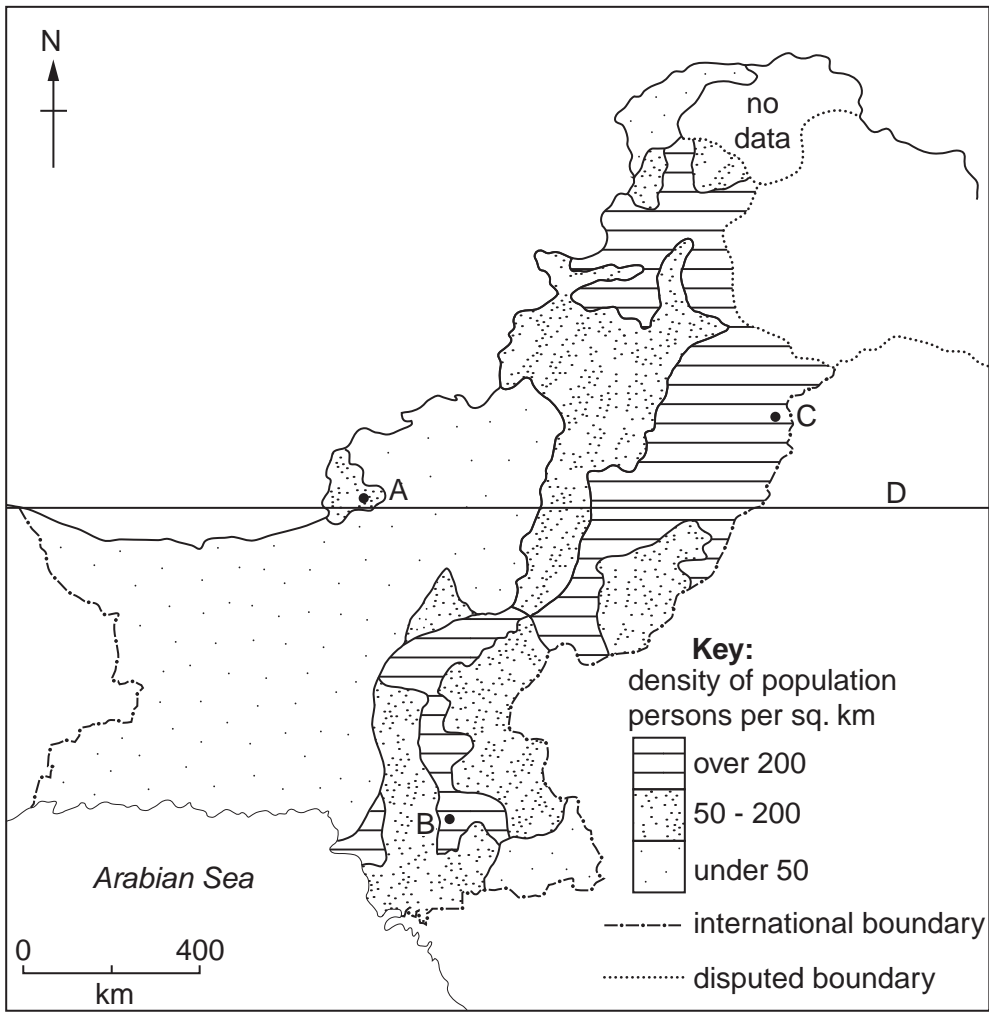 N
no
data
C
A
D
B
Key:
density of population
persons per sq. km
over 200
50 - 200
under 50
Arabian Sea
international boundary
0 400
km
disputed boundary